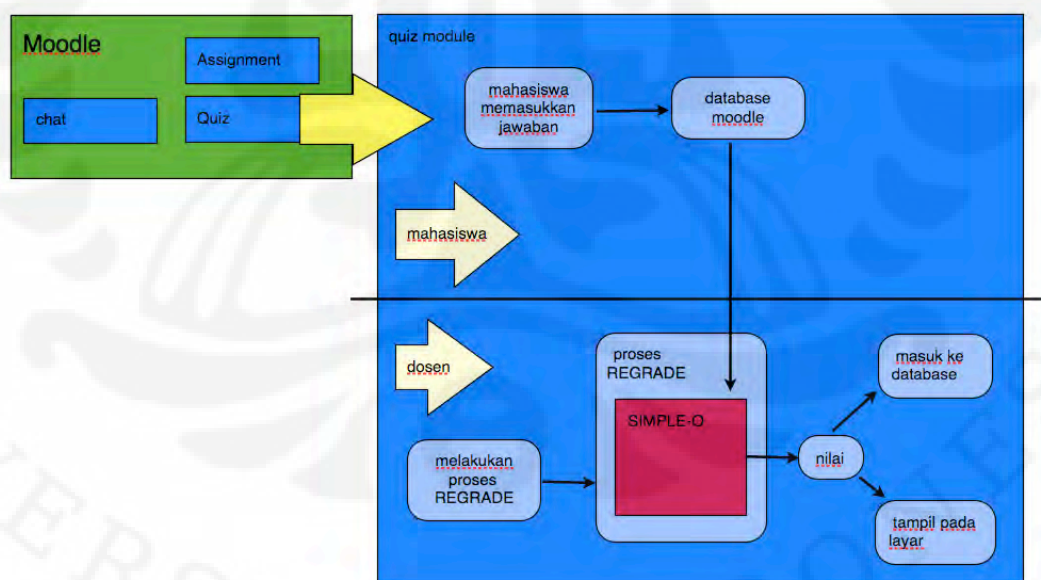 Moodle
Assignment
chat
Quiz
quiz module
mahasiswa
memasukkan
jawaban
database
moodle
mahasiswa
dosen
proses
REGRADE
SIMPLE-O
melakukan
proses
REGRADE
nilai
masuk ke
database
tampil pada
layar